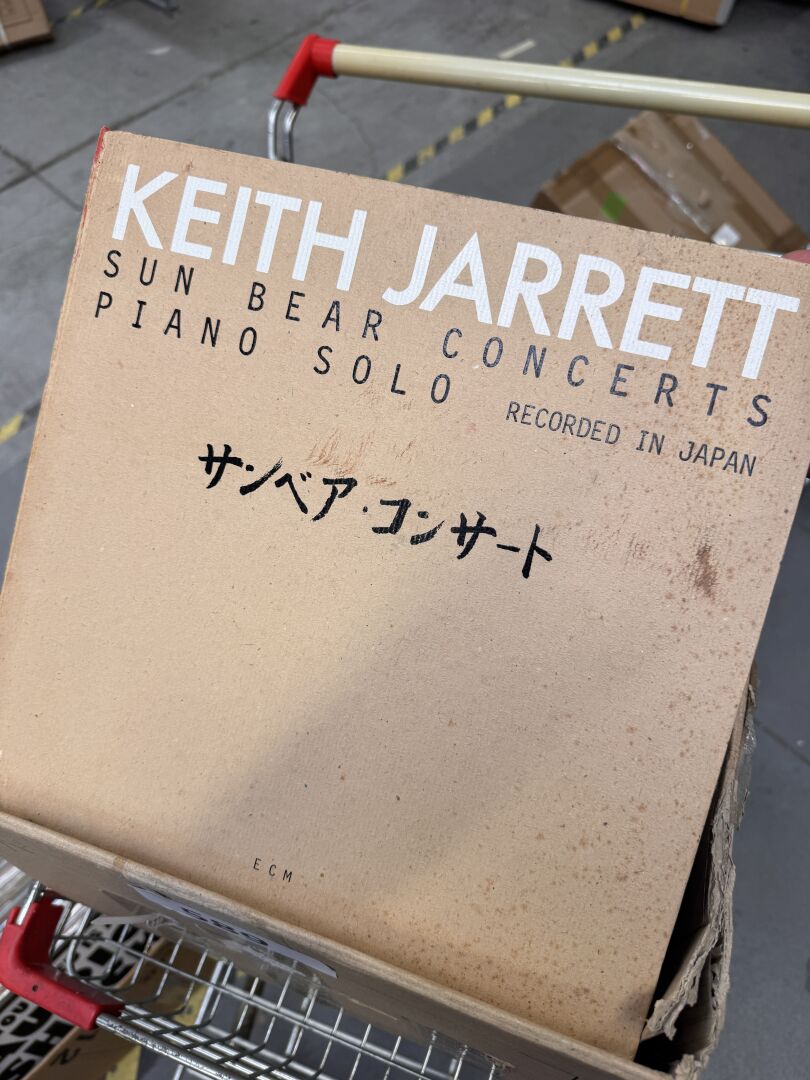 KEITH JARRETT
SUN BEAR CONCERTS
PIANO SOLO
RECORDED IN JAPAN
サンベア・コンサート
ECM